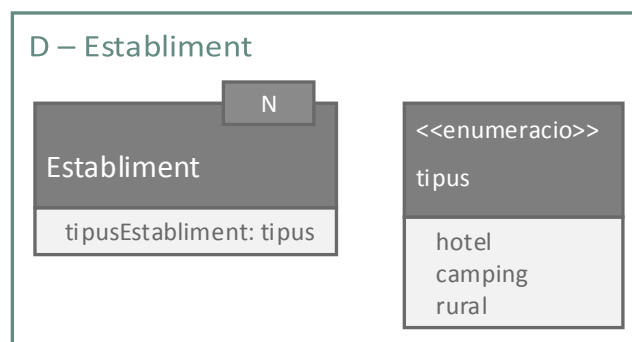 D – Establiment
N
Establiment
tipusEstabliment: tipus
<<enumeracio>>
tipus
hotel
camping
rural